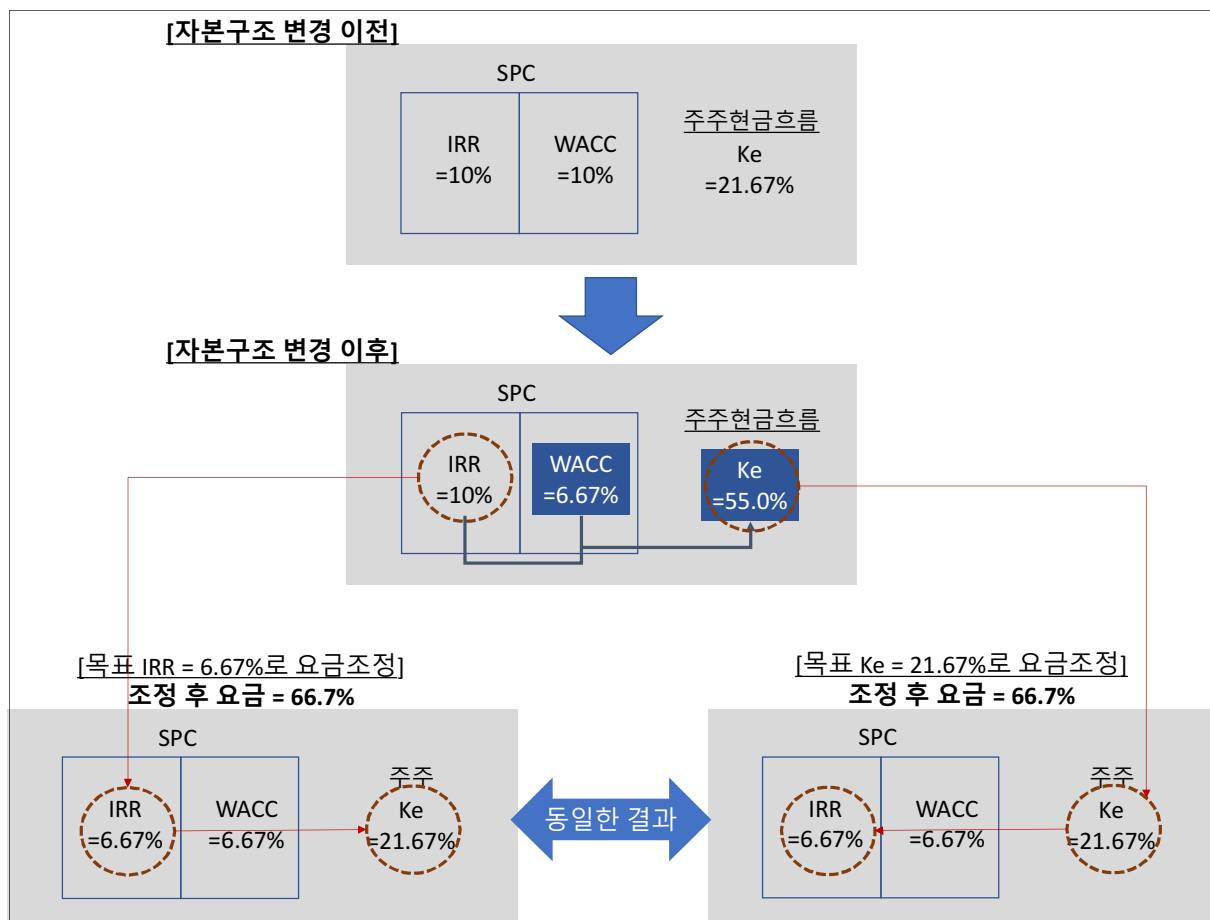 [자본구조 변경 이전]
SPC
IRR
=10%
WACC
=10%
주주현금흐름
Ke
=21.67%
[자본구조 변경 이후]
SPC
IRR
=10%
WACC
=6.67%
주주현금흐름
Ke
=55.0%
[목표 IRR = 6.67%로 요금조정]
조정 후 요금 = 66.7%
SPC
IRR
=6.67%
WACC
=6.67%
주주
Ke
=21.67%
동일한 결과
[목표 Ke = 21.67%로 요금조정]
조정 후 요금 = 66.7%
SPC
IRR
=6.67%
WACC
=6.67%
주주
Ke
=21.67%